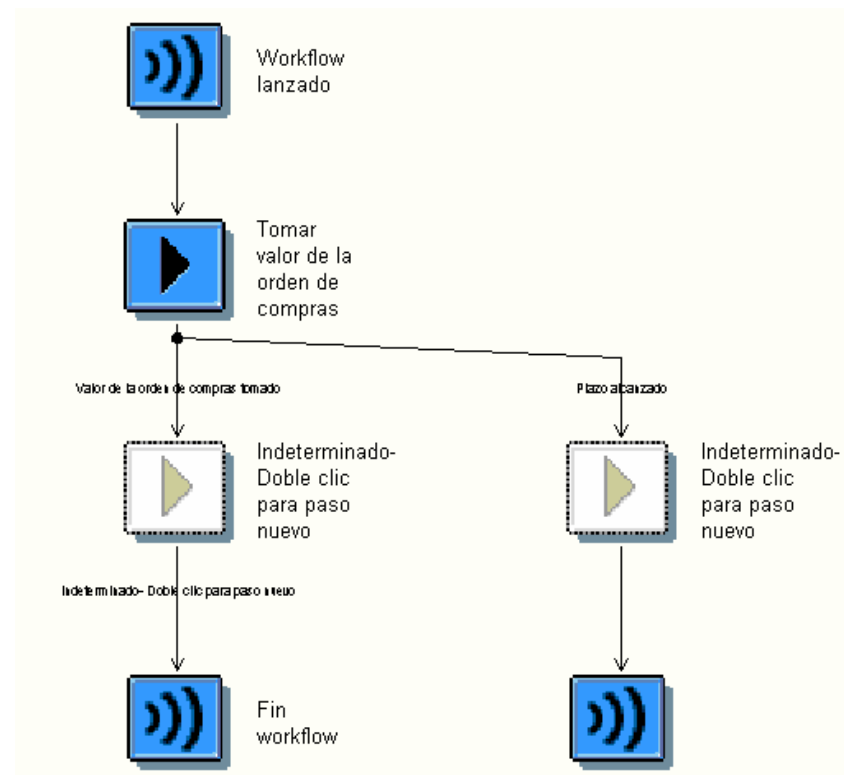 Workflow
lanzado
Tomar
valor de la
orden de
compras
Valor de la orden de compras tomado
Plazo alcanzado
Indeterminado-
Doble clic
para paso
nuevo
Indeterminado-
Doble clic
para paso
nuevo
Indeterminado- Doble clic para paso nuevo
Fin
workflow